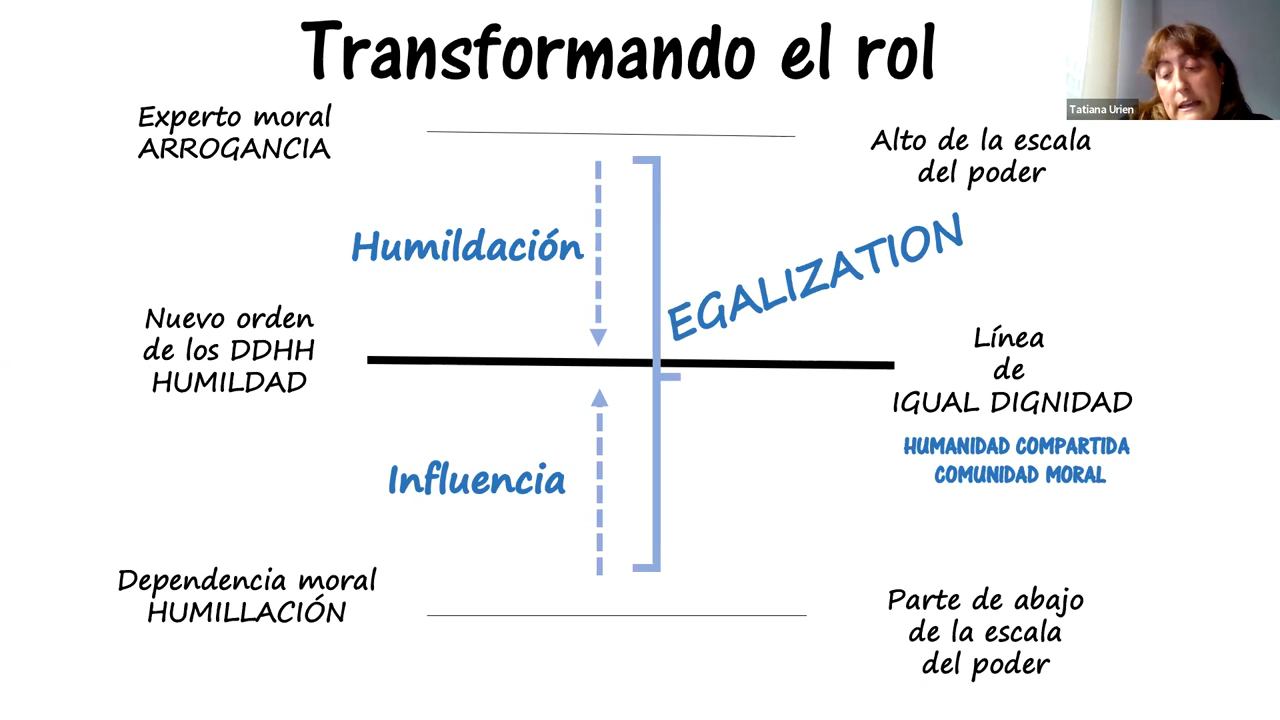 Transformando el rol
Tatiana Urien
Experto moral
ARROGANCIA
Alto de la escala
del poder
Humildación
EGALIZATION
Nuevo orden
de los DDHH
HUMILDAD
Línea
de
IGUAL DIGNIDAD
HUMANIDAD COMPARTIDA
COMUNIDAD MORAL
Influencia
Dependencia moral
HUMILLACIÓN
Parte de abajo
de la escala
del poder